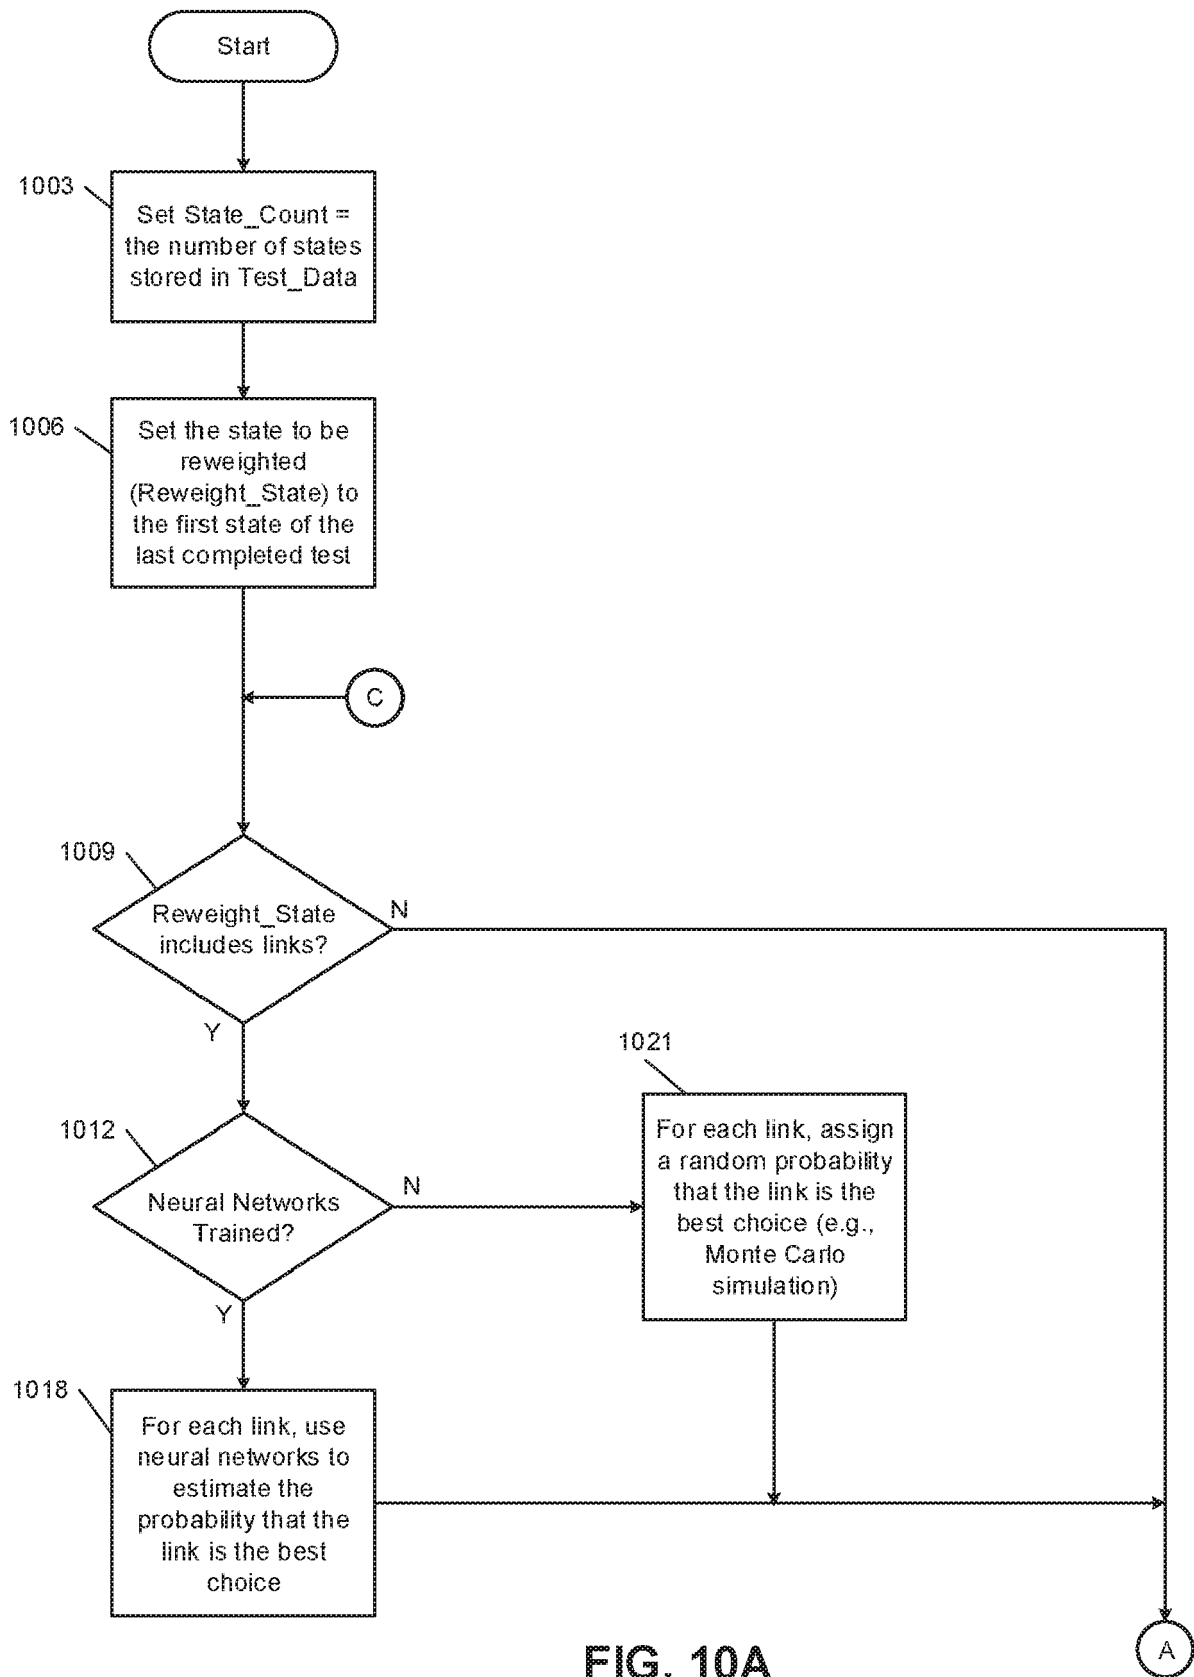 Start
1003
Set State_Count =
the number of states
stored in Test_Data
1006
Set the state to be
reweighted
(Reweight_State) to
the first state of the
last completed test
C
1009
Reweight_State
includes links?
N
Y
1021
For each link, assign
a random probability
that the link is the
best choice (e.g.,
Monte Carlo
simulation)
1012
Neural Networks
Trained?
N
Y
1018
For each link, use
neural networks to
estimate the
probability that the
link is the best
choice
A
FIG. 10A